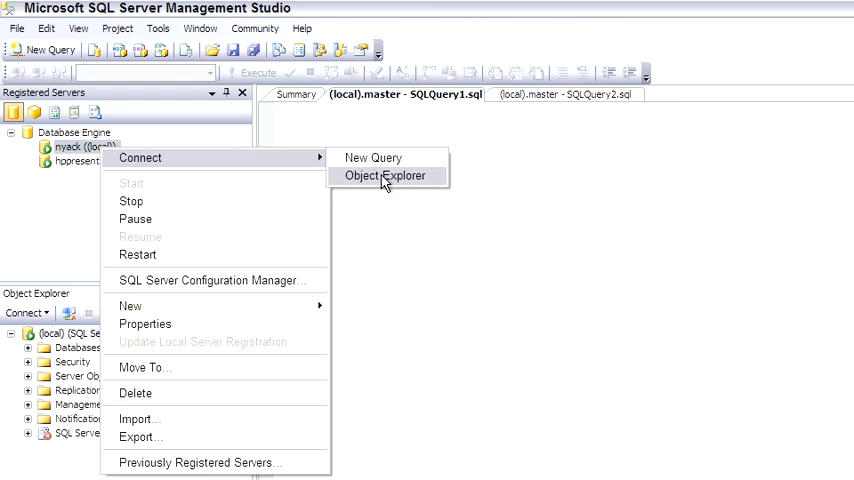 Microsoft SQL Server Management Studio
File Edit View Project Tools Window Community Help
New Query
Execute
Registered Servers
Summary (local).master - SQLQuery1.sql (local).master - SQLQuery2.sql
Database Engine
nyack ((local))
hppresent
Connect
New Query
Object Explorer
Start
Stop
Pause
Resume
Restart
SQL Server Configuration Manager...
New
Properties
Update Local Server Registration
Move To...
Delete
Import...
Export...
Previously Registered Servers...
Object Explorer
Connect
(local) (SQL Se
Databases
Security
Server Ob
Replication
Manageme
Notification
SQL Serve